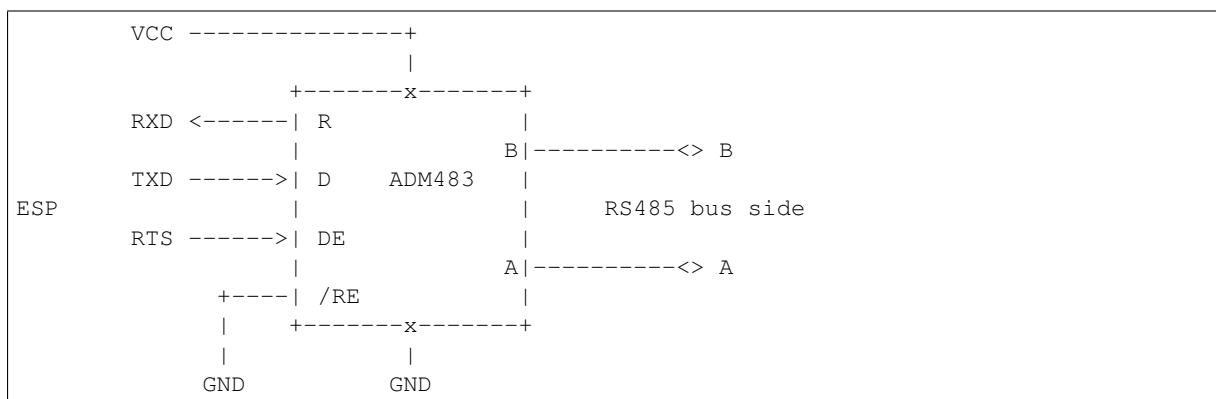 VCC ---------------+
|
+-------x-------+
RXD <------| R |
| B|----------<> B
TXD ------>| D ADM483 |
ESP | | RS485 bus side
RTS ------>| DE |
| A|----------<> A
+----| /RE |
| +-------x-------+
| |
GND GND